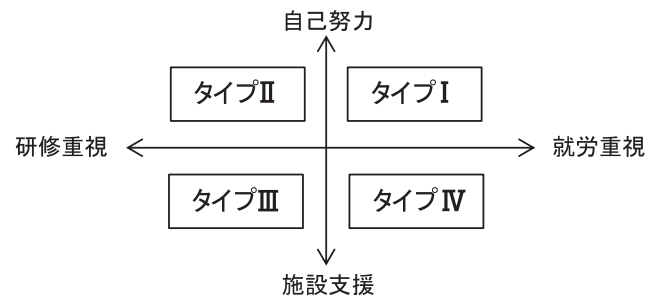 自己努力
タイプⅡ
タイプⅠ
研修重視
就労重視
タイプⅢ
タイプⅣ
施設支援